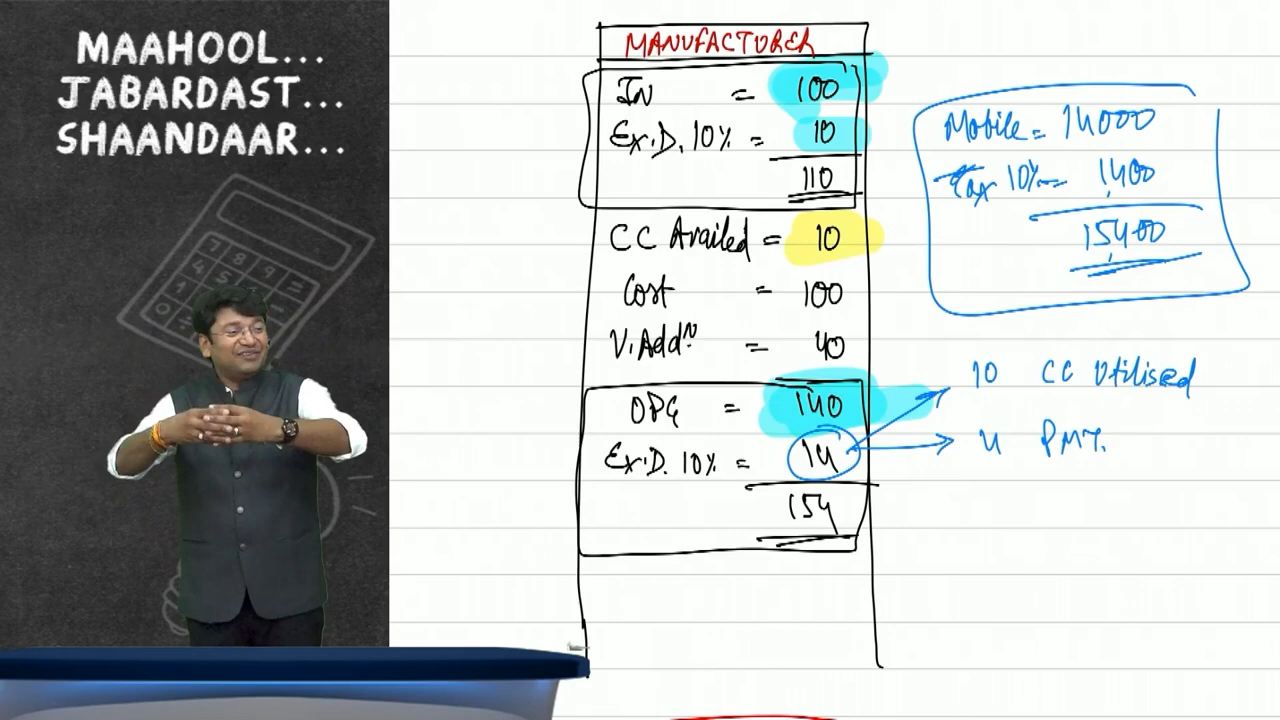 MAAHOOL...
JABARDAST...
SHAANDAAR...
MANUFACTURER
IN = 100
Ex.D. 10% = 10
110
CC Availed = 10
Cost = 100
V.Addⁿ = 40
OPG = 140
Ex.D. 10% = 14
154
Mobile = 14000
Tax 10% = 1400
15400
10 CC Utilised
4 PMT.